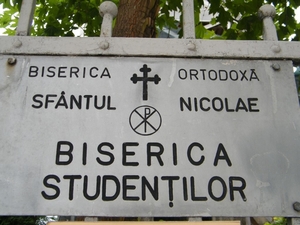 BISERICA ORTODOXĂ
SFÂNTUL NICOLAE
BISERICA
STUDENȚILOR